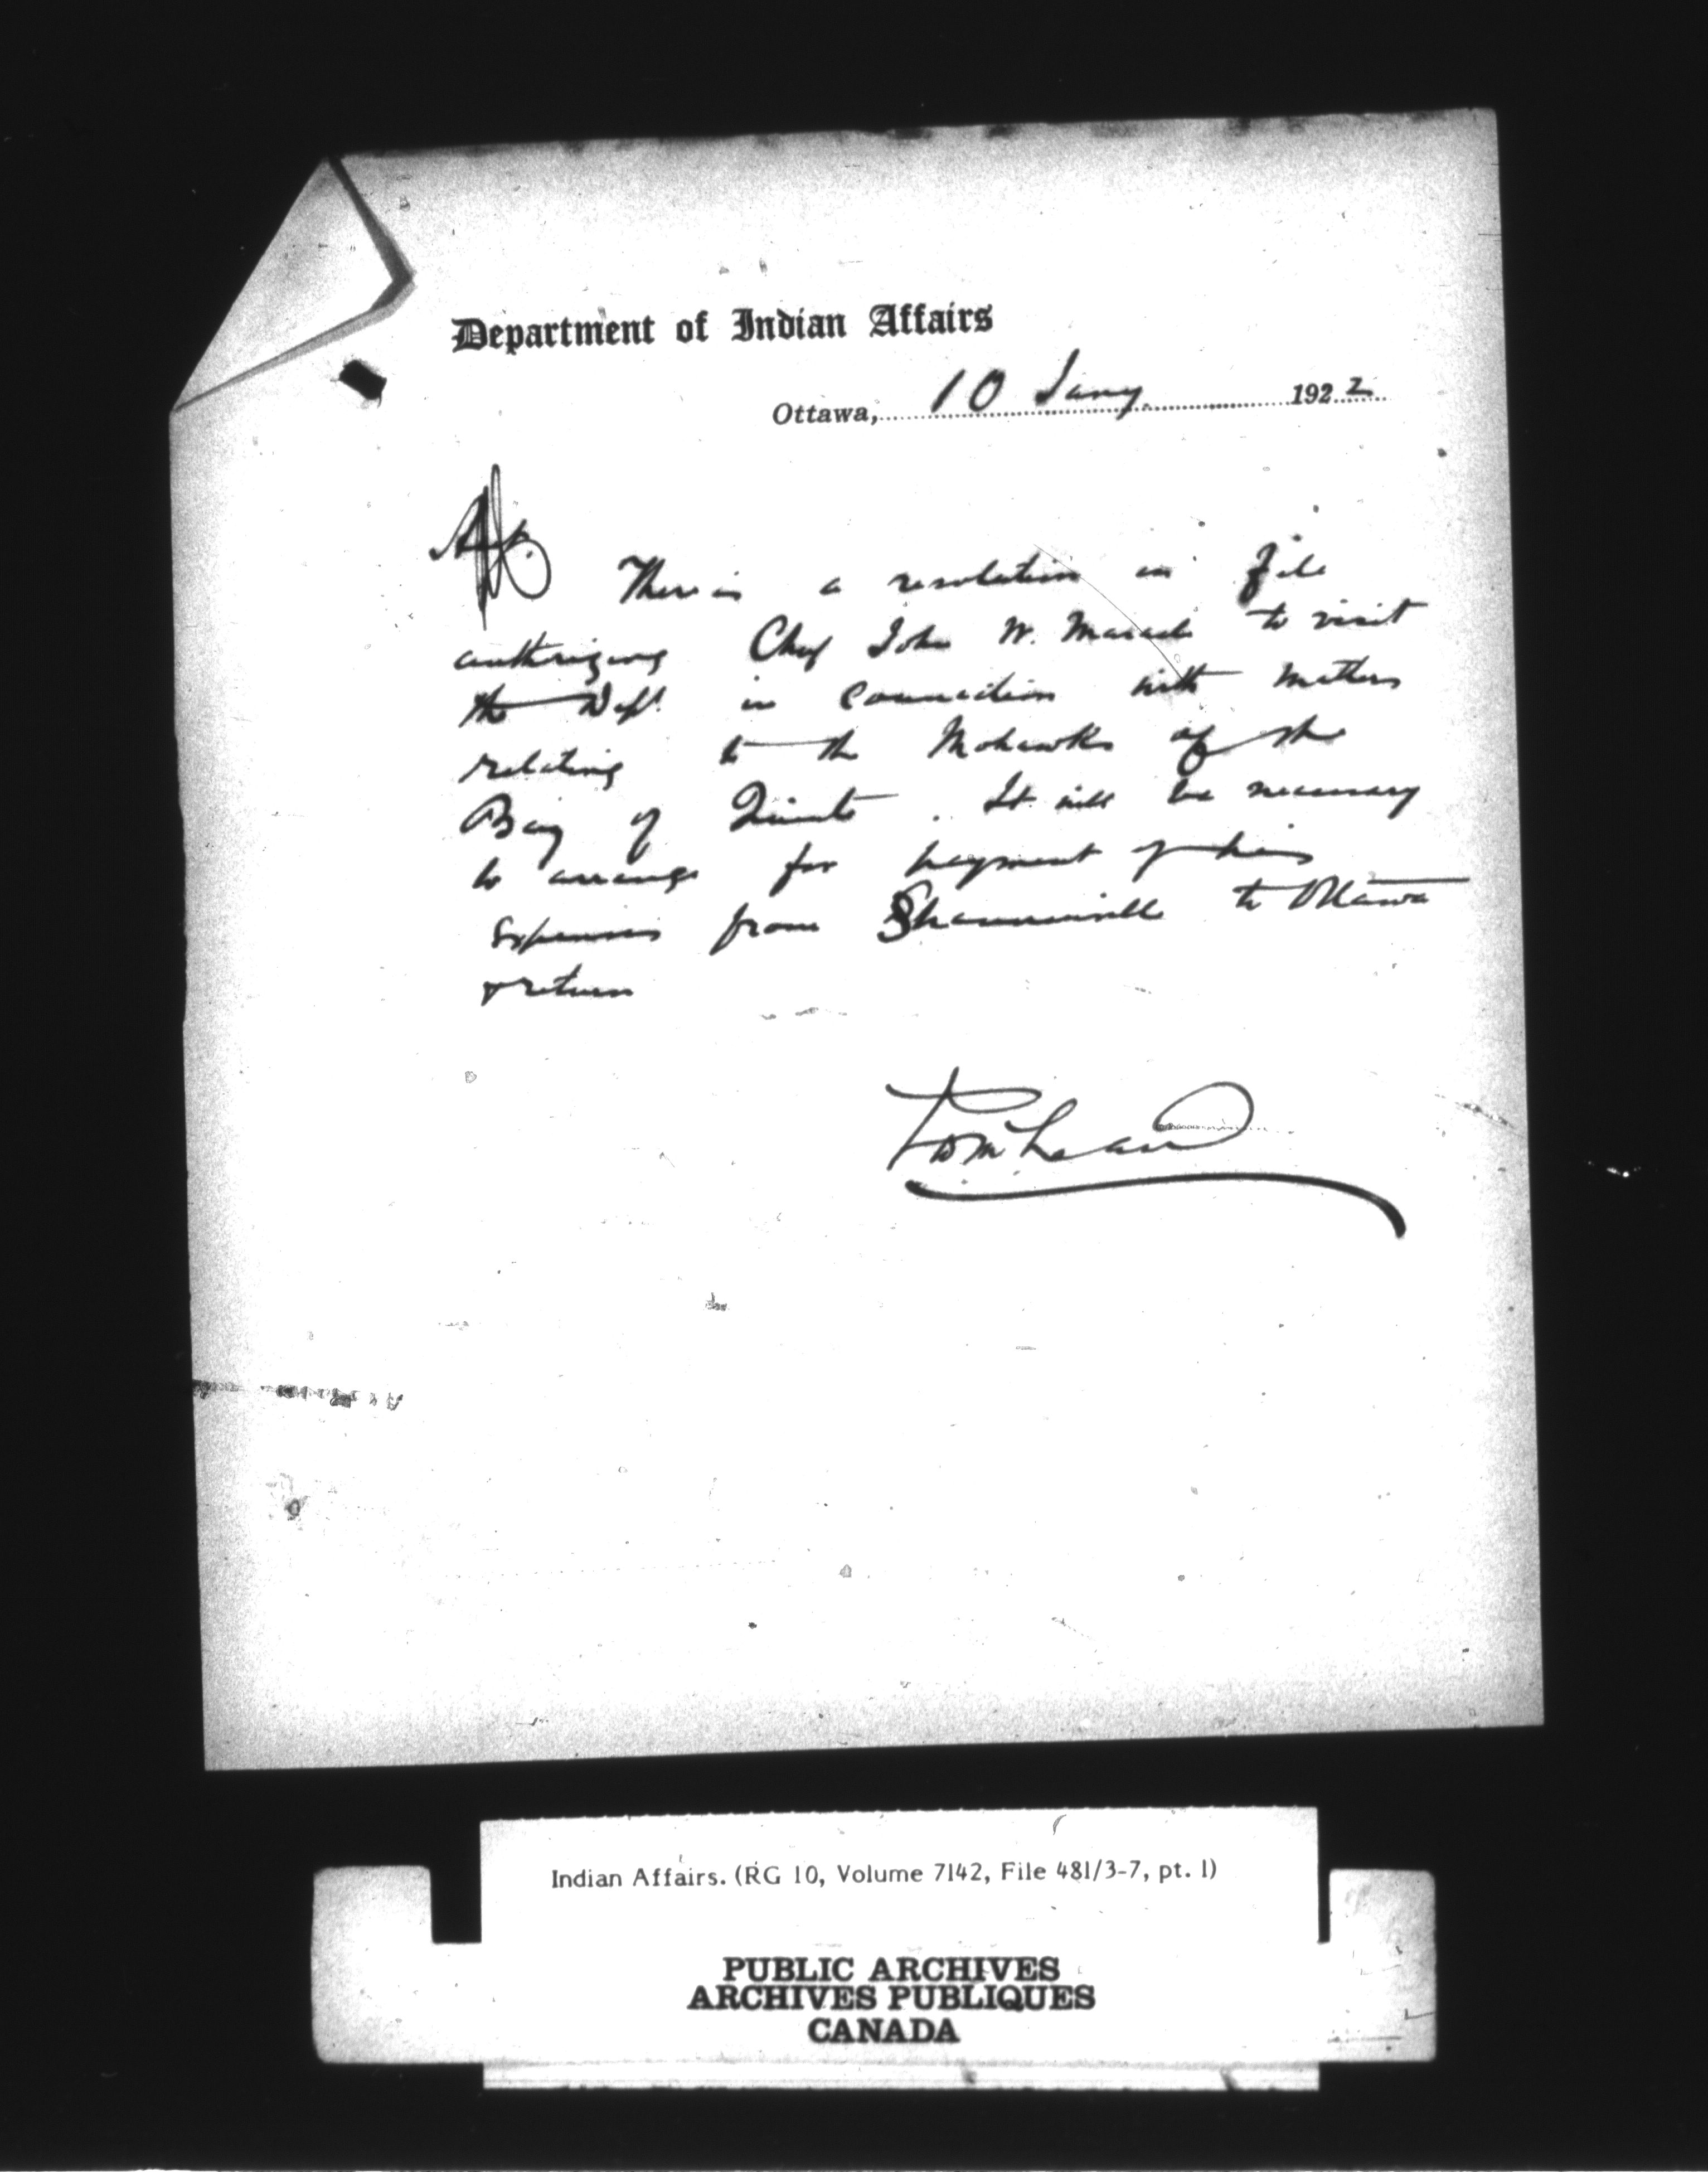 Department of Indian Affairs
Ottawa, 10 Jany. 1922
There is a resolution on file
authorizing Chief John W. Maracle to visit
the Dept. in connection with matters
relating to the Mohawks of the
Bay of Quinte. It will be necessary
to arrange for payment of his
expenses from Shannonville to Ottawa
& return
Indian Affairs. (RG 10, Volume 7142, File 481/3-7, pt. 1)
PUBLIC ARCHIVES
ARCHIVES PUBLIQUES
CANADA